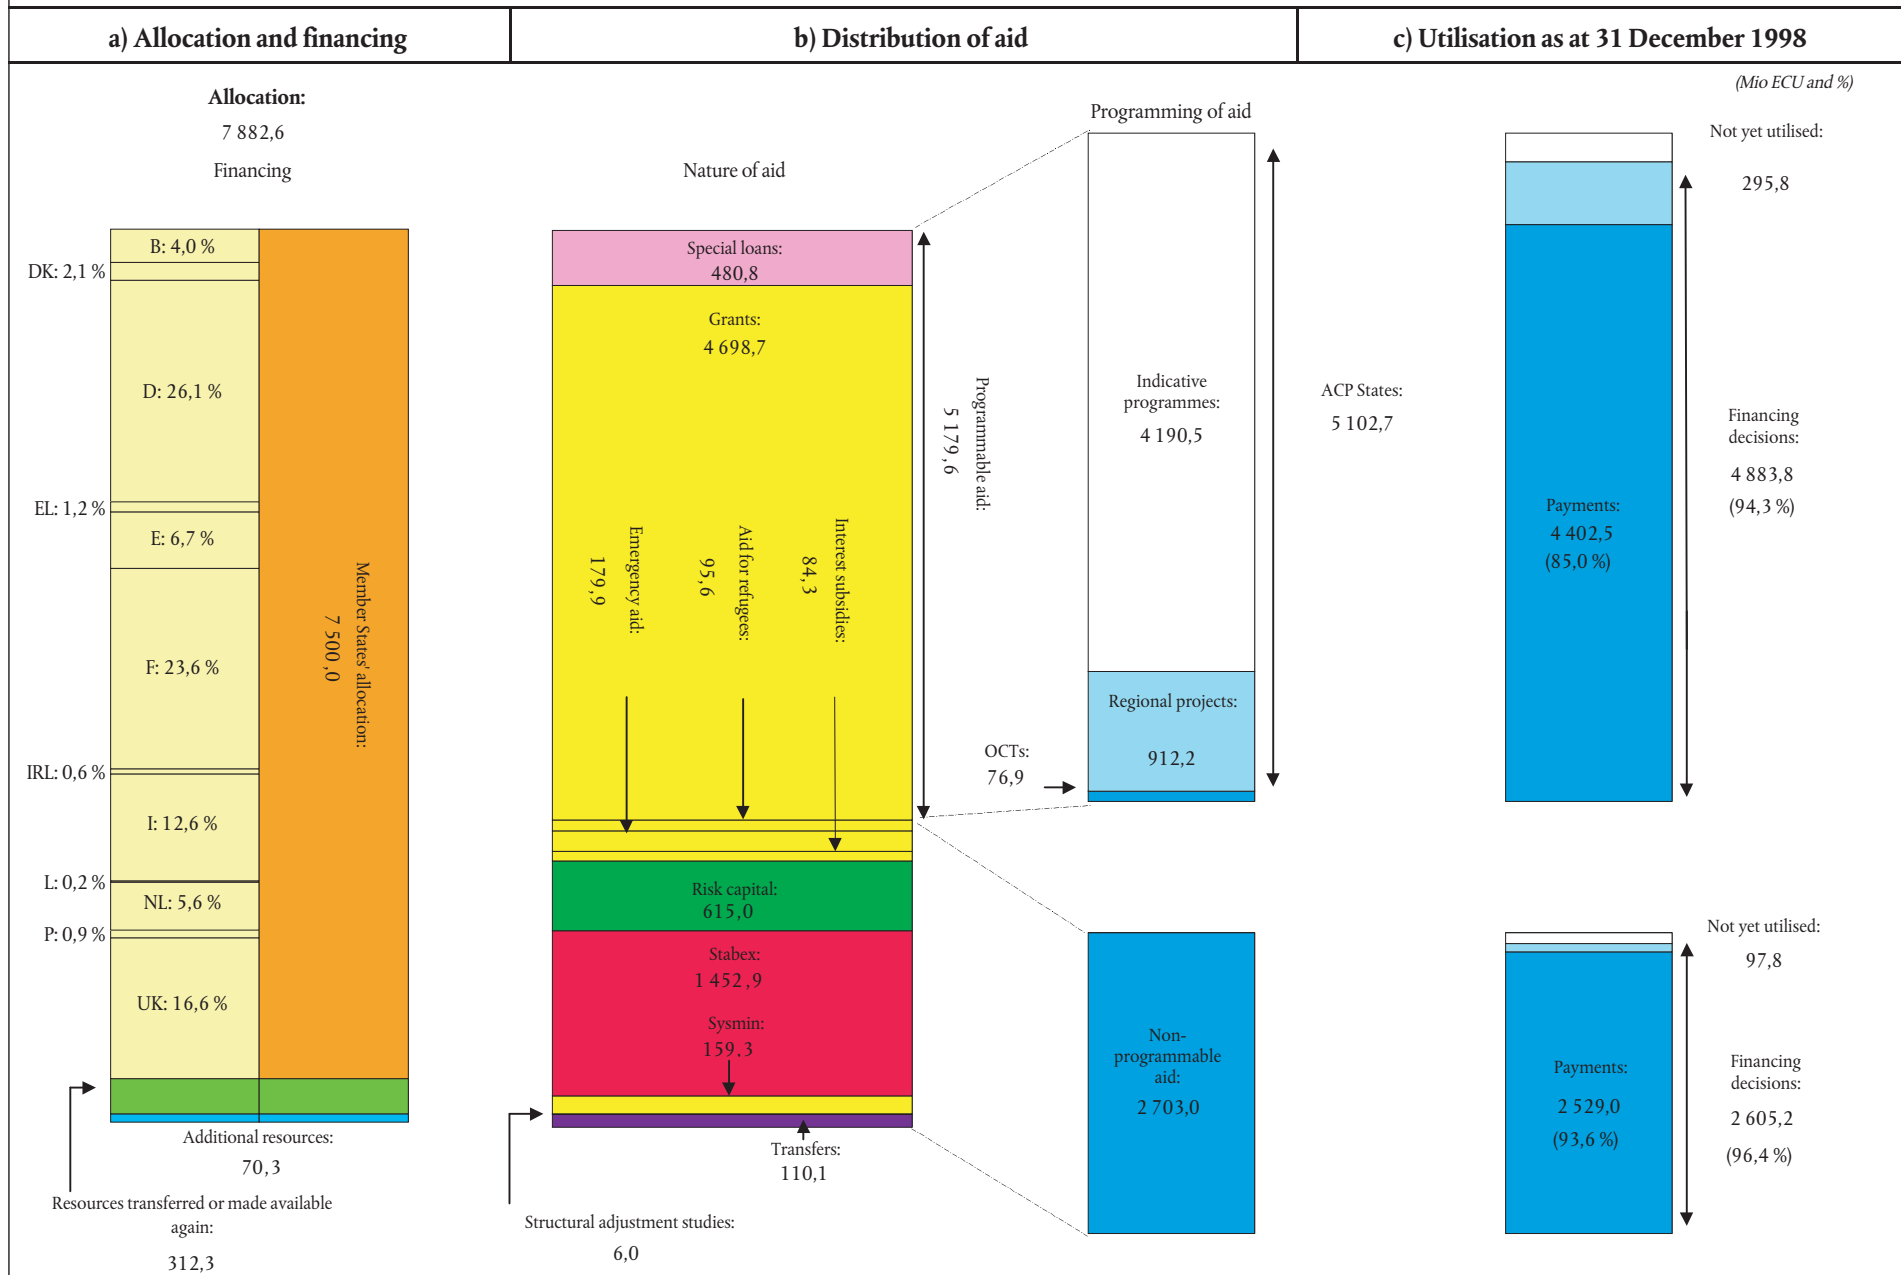 a) Allocation and financing
b) Distribution of aid
c) Utilisation as at 31 December 1998
(Mio ECU and %)
Allocation:
7 882,6
Financing
B: 4,0 %
DK: 2,1 %
D: 26,1 %
EL: 1,2 %
E: 6,7 %
F: 23,6 %
IRL: 0,6 %
I: 12,6 %
L: 0,2 %
NL: 5,6 %
P: 0,9 %
UK: 16,6 %
Member States' allocation:
7 500,0
Additional resources:
70,3
Resources transferred or made available
again:
312,3
Nature of aid
Special loans:
480,8
Grants:
4 698,7
Emergency aid:
179,9
Aid for refugees:
95,6
Interest subsidies:
84,3
Risk capital:
615,0
Stabex:
1 452,9
Sysmin:
159,3
Transfers:
110,1
Structural adjustment studies:
6,0
Programmable aid:
5 179,6
Programming of aid
Indicative
programmes:
4 190,5
Regional projects:
912,2
OCTs:
76,9
ACP States:
5 102,7
Non-
programmable
aid:
2 703,0
Not yet utilised:
295,8
Financing
decisions:
4 883,8
(94,3 %)
Payments:
4 402,5
(85,0 %)
Not yet utilised:
97,8
Financing
decisions:
2 605,2
(96,4 %)
Payments:
2 529,0
(93,6 %)